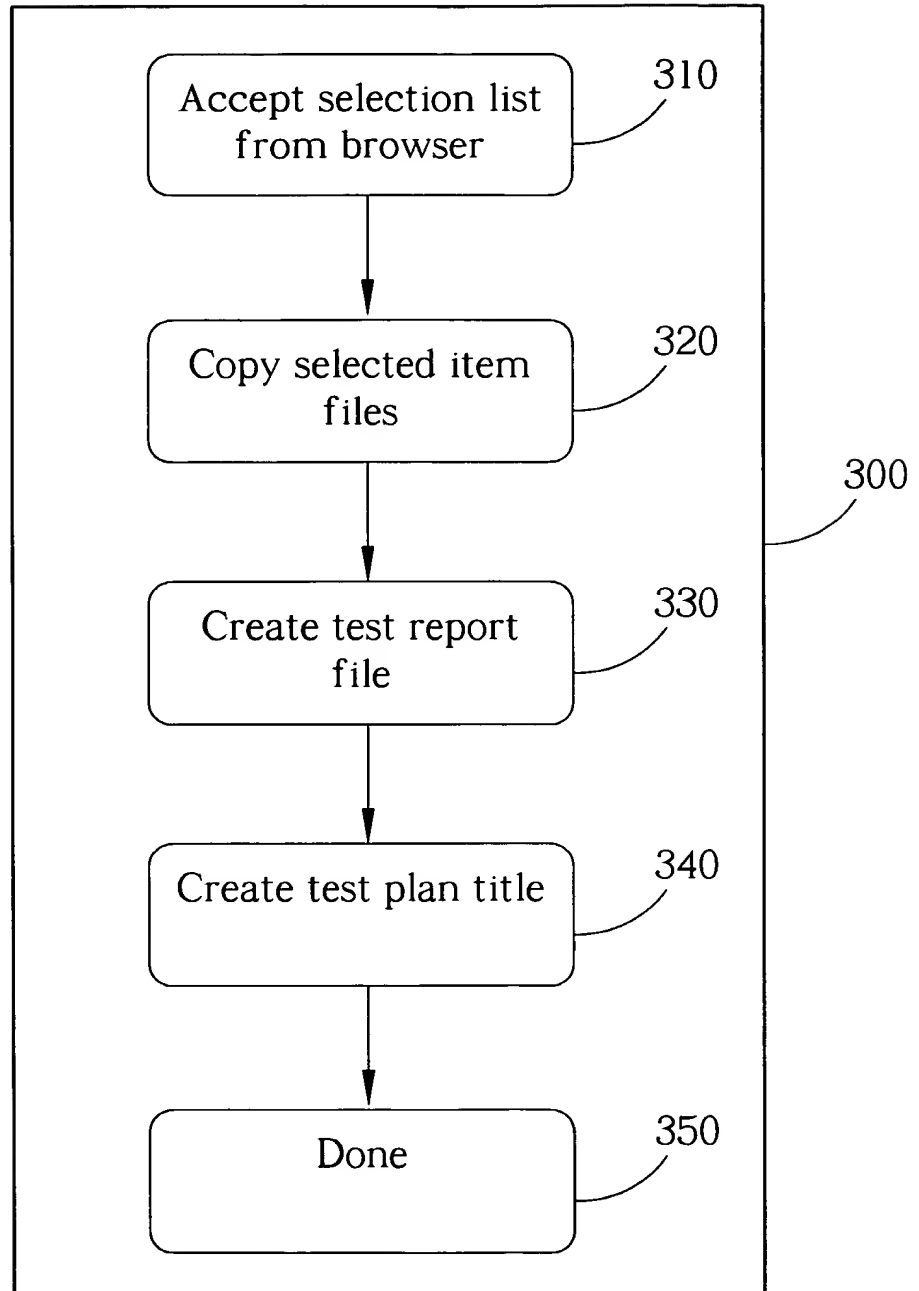 Accept selection list
from browser
310
Copy selected item
files
320
300
Create test report
file
330
Create test plan title
340
Done
350